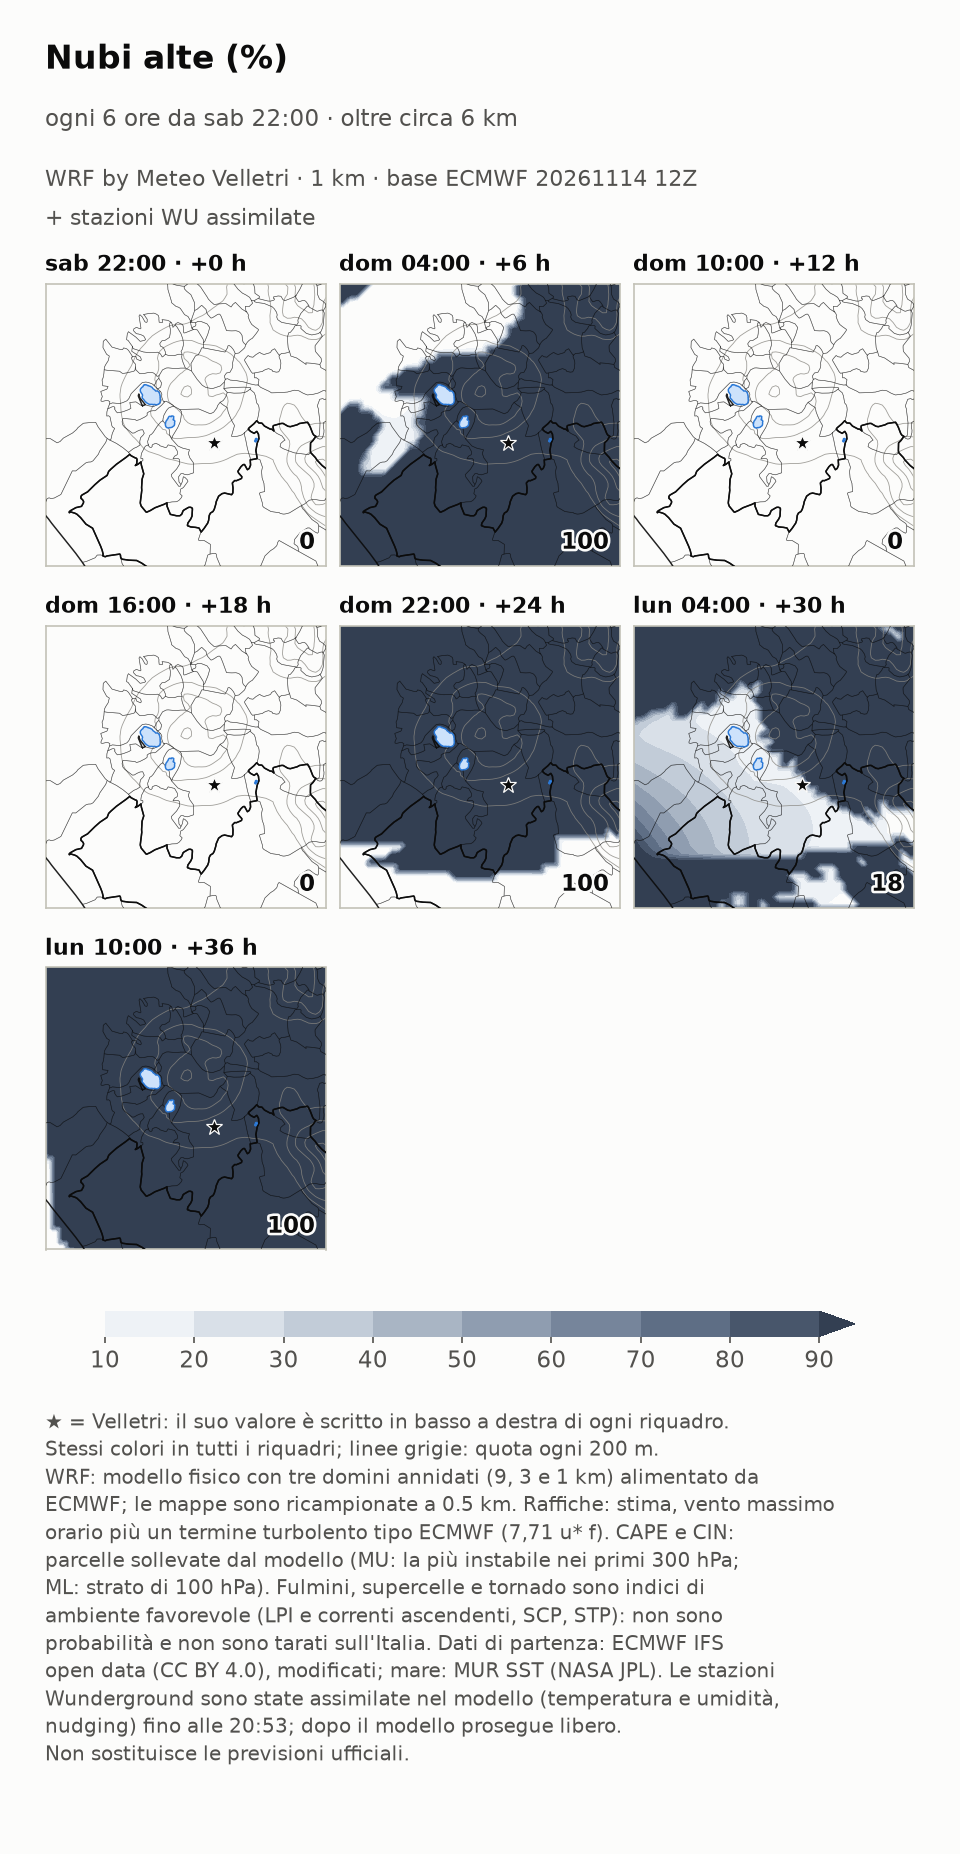 Nubi alte (%)
ogni 6 ore da sab 22:00 · oltre circa 6 km
WRF by Meteo Velletri · 1 km · base ECMWF 20261114 12Z
+ stazioni WU assimilate
sab 22:00 · +0 h
dom 04:00 · +6 h
dom 10:00 · +12 h
0
100
0
dom 16:00 · +18 h
dom 22:00 · +24 h
lun 04:00 · +30 h
0
100
18
lun 10:00 · +36 h
100
10 20 30 40 50 60 70 80 90
★ = Velletri: il suo valore è scritto in basso a destra di ogni riquadro.
Stessi colori in tutti i riquadri; linee grigie: quota ogni 200 m.
WRF: modello fisico con tre domini annidati (9, 3 e 1 km) alimentato da
ECMWF; le mappe sono ricampionate a 0.5 km. Raffiche: stima, vento massimo
orario più un termine turbolento tipo ECMWF (7,71 u* f). CAPE e CIN:
parcelle sollevate dal modello (MU: la più instabile nei primi 300 hPa;
ML: strato di 100 hPa). Fulmini, supercelle e tornado sono indici di
ambiente favorevole (LPI e correnti ascendenti, SCP, STP): non sono
probabilità e non sono tarati sull'Italia. Dati di partenza: ECMWF IFS
open data (CC BY 4.0), modificati; mare: MUR SST (NASA JPL). Le stazioni
Wunderground sono state assimilate nel modello (temperatura e umidità,
nudging) fino alle 20:53; dopo il modello prosegue libero.
Non sostituisce le previsioni ufficiali.